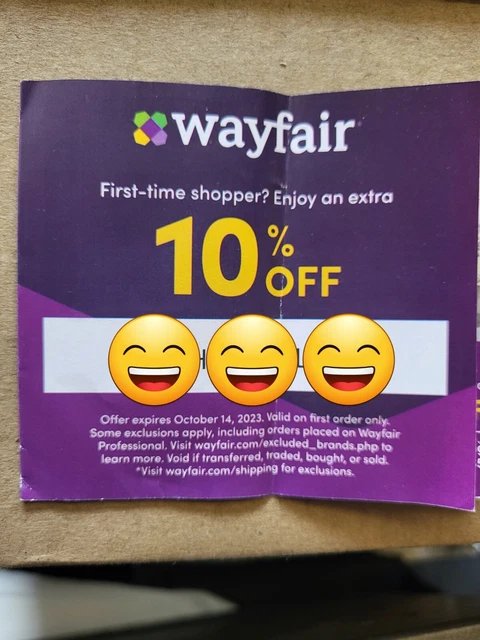 wayfair
First-time shopper? Enjoy an extra
10% OFF
Offer expires October 14, 2023. Valid on first order only.
Some exclusions apply, including orders placed on Wayfair
Professional. Visit wayfair.com/excluded_brands.php to
learn more. Void if transferred, traded, bought, or sold.
*Visit wayfair.com/shipping for exclusions.